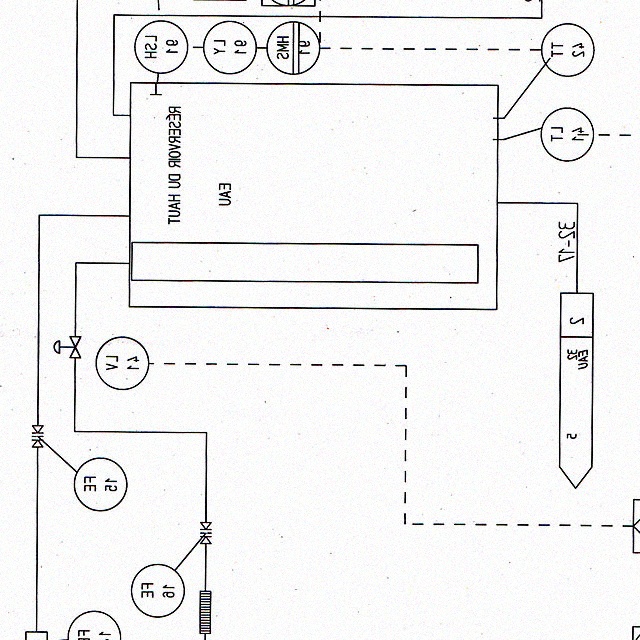 LSH
91
LY
91
HMS
91
TT
42
LT
41
RÉSERVOIR DU HAUT
EAU
32-17
2
EAU
32
5
LV
41
FE
15
FE
16
FE